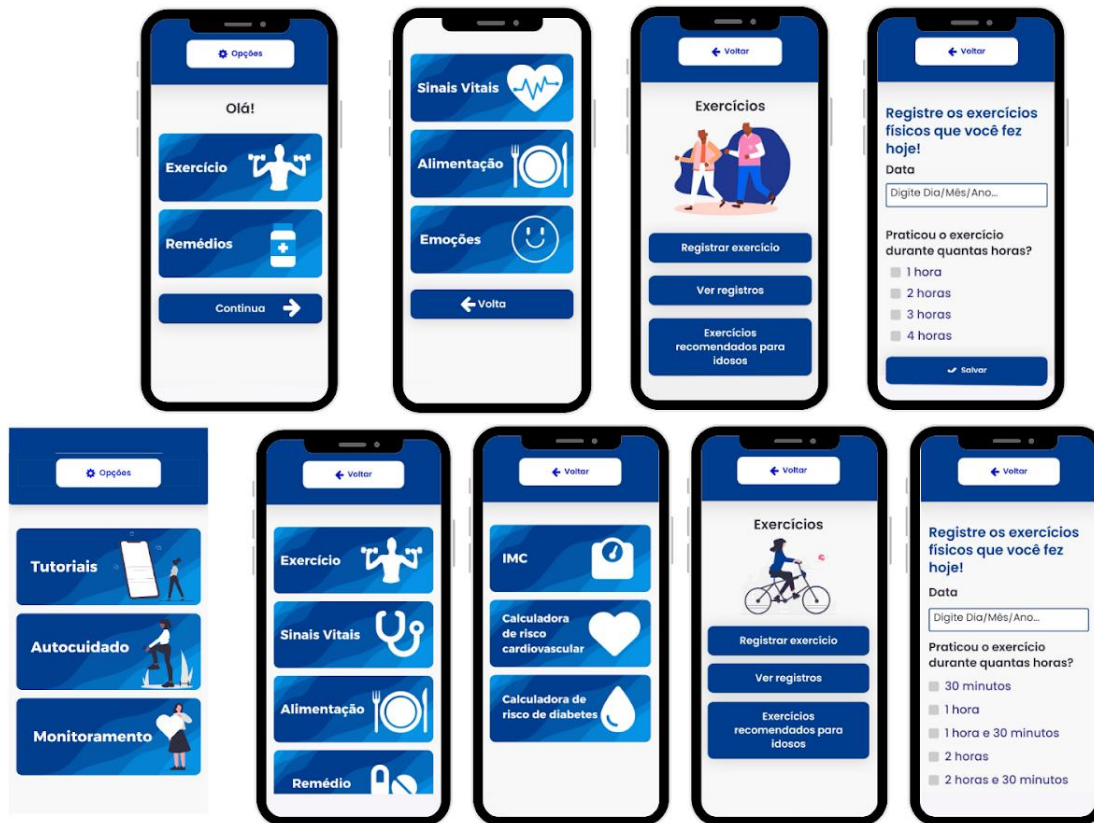 Opções
Olá!
Exercício
Remédios
Continua
Sinais Vitais
Alimentação
Emoções
Volta
Voltar
Exercícios
Registrar exercício
Ver registros
Exercícios
recomendados para
idosos
Voltar
Registre os exercícios
físicos que você fez
hoje!
Data
Digite Dia/Mês/Ano...
Praticou o exercício
durante quantas horas?
1 hora
2 horas
3 horas
4 horas
Salvar
Opções
Tutoriais
Autocuidado
Monitoramento
Voltar
Exercício
Sinais Vitais
Alimentação
Remédio
Voltar
IMC
Calculadora
de risco
cardiovascular
Calculadora de
risco de diabetes
Voltar
Exercícios
Registrar exercício
Ver registros
Exercícios
recomendados para
idosos
Voltar
Registre os exercícios
físicos que você fez
hoje!
Data
Digite Dia/Mês/Ano...
Praticou o exercício
durante quantas horas?
30 minutos
1 hora
1 hora e 30 minutos
2 horas
2 horas e 30 minutos